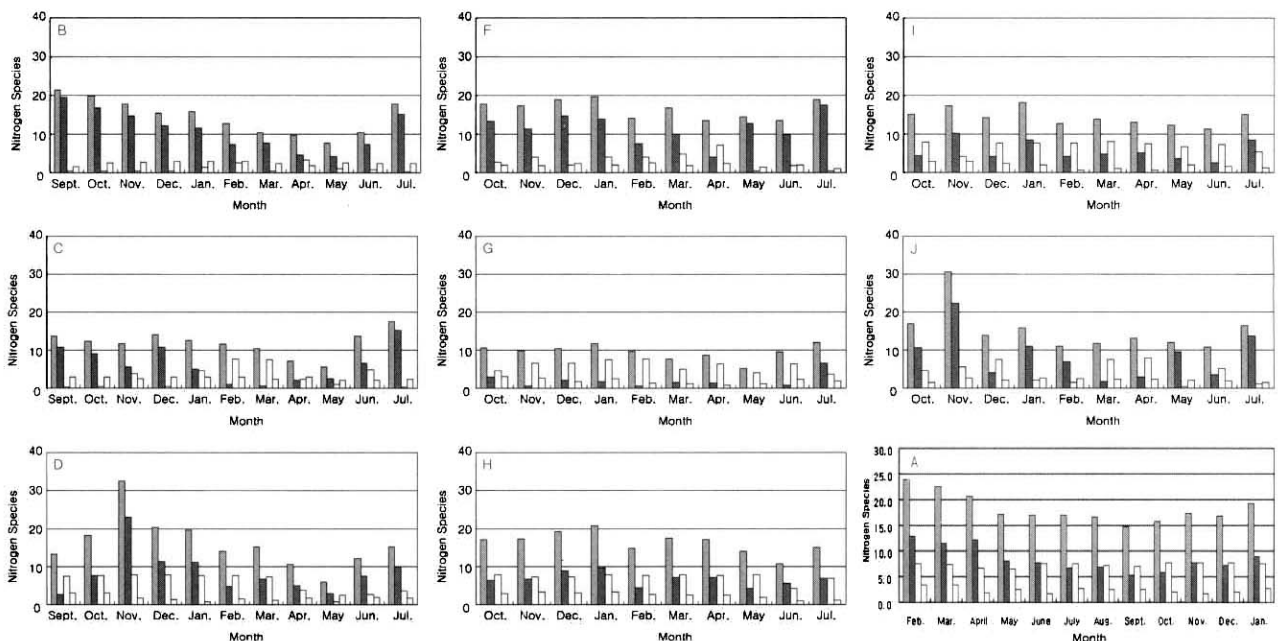 B
Nitrogen Species
40
30
20
10
0
Sept. Oct. Nov. Dec. Jan. Feb. Mar. Apr. May Jun. Jul.
Month
F
Nitrogen Species
40
30
20
10
0
Oct. Nov. Dec. Jan. Feb. Mar. Apr. May Jun. Jul.
Month
I
Nitrogen Species
40
30
20
10
0
Oct. Nov. Dec. Jan. Feb. Mar. Apr. May Jun. Jul.
Month
C
Nitrogen Species
40
30
20
10
0
Sept. Oct. Nov. Dec. Jan. Feb. Mar. Apr. May Jun. Jul.
Month
G
Nitrogen Species
40
30
20
10
0
Oct. Nov. Dec. Jan. Feb. Mar. Apr. May Jun. Jul.
Month
J
Nitrogen Species
40
30
20
10
0
Oct. Nov. Dec. Jan. Feb. Mar. Apr. May Jun. Jul.
Month
D
Nitrogen Species
40
30
20
10
0
Sept. Oct. Nov. Dec. Jan. Feb. Mar. Apr. May Jun. Jul.
Month
H
Nitrogen Species
40
30
20
10
0
Oct. Nov. Dec. Jan. Feb. Mar. Apr. May Jun. Jul.
Month
A
Nitrogen Species
30.0
25.0
20.0
15.0
10.0
5.0
0.0
Feb. Mar. April May June July Aug. Sept. Oct. Nov. Dec. Jan.
Month